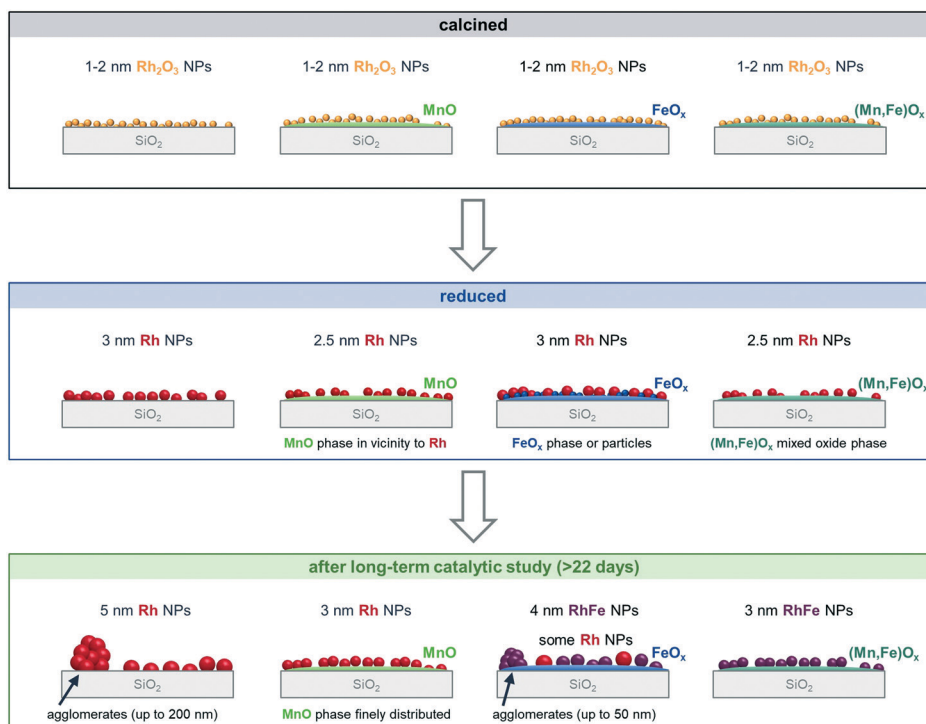 calcined
1-2 nm Rh₂O₃ NPs
1-2 nm Rh₂O₃ NPs
1-2 nm Rh₂O₃ NPs
1-2 nm Rh₂O₃ NPs
MnO
FeOₓ
(Mn,Fe)Oₓ
SiO₂
SiO₂
SiO₂
SiO₂
reduced
3 nm Rh NPs
2.5 nm Rh NPs
3 nm Rh NPs
2.5 nm Rh NPs
MnO
FeOₓ
(Mn,Fe)Oₓ
SiO₂
SiO₂
SiO₂
SiO₂
MnO phase in vicinity to Rh
FeOₓ phase or particles
(Mn,Fe)Oₓ mixed oxide phase
after long-term catalytic study (>22 days)
5 nm Rh NPs
3 nm Rh NPs
4 nm RhFe NPs
3 nm RhFe NPs
some Rh NPs
MnO
FeOₓ
(Mn,Fe)Oₓ
SiO₂
SiO₂
SiO₂
SiO₂
agglomerates (up to 200 nm)
MnO phase finely distributed
agglomerates (up to 50 nm)